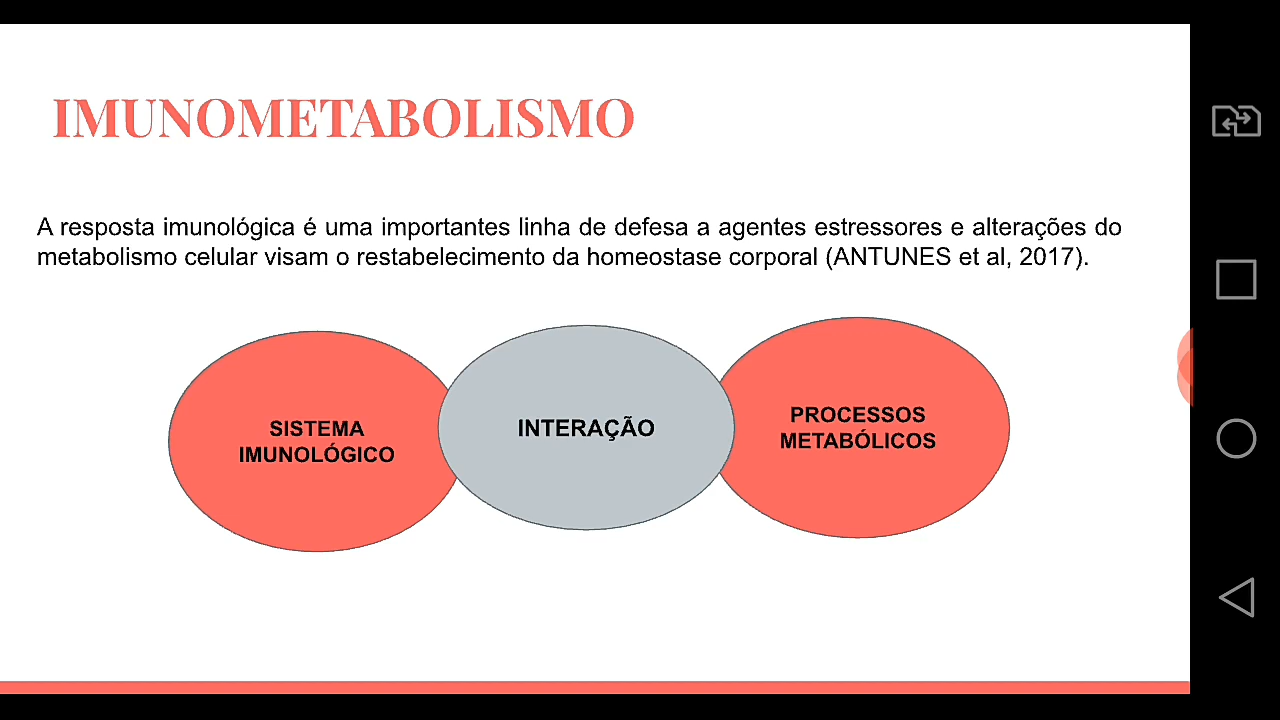 IMUNOMETABOLISMO
A resposta imunológica é uma importantes linha de defesa a agentes estressores e alterações do
metabolismo celular visam o restabelecimento da homeostase corporal (ANTUNES et al, 2017).
SISTEMA
IMUNOLÓGICO
INTERAÇÃO
PROCESSOS
METABÓLICOS